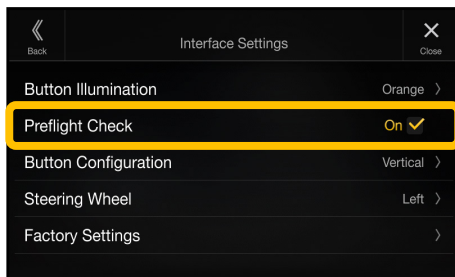 Back
Interface Settings
Close
Button Illumination Orange
Preflight Check On
Button Configuration Vertical
Steering Wheel Left
Factory Settings